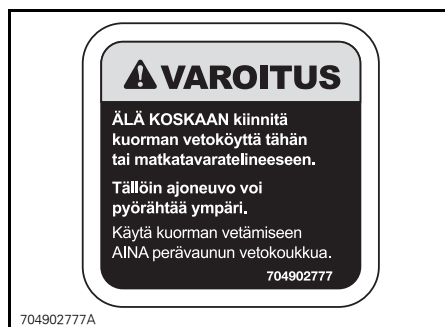 ⚠ VAROITUS
ÄLÄ KOSKAAN kiinnitä
kuorman vetoköyttä tähän
tai matkatavaratelineeseen.
Tällöin ajoneuvo voi
pyörähtää ympäri.
Käytä kuorman vetämiseen
AINA perävaunun vetokoukkua.
704902777
704902777A